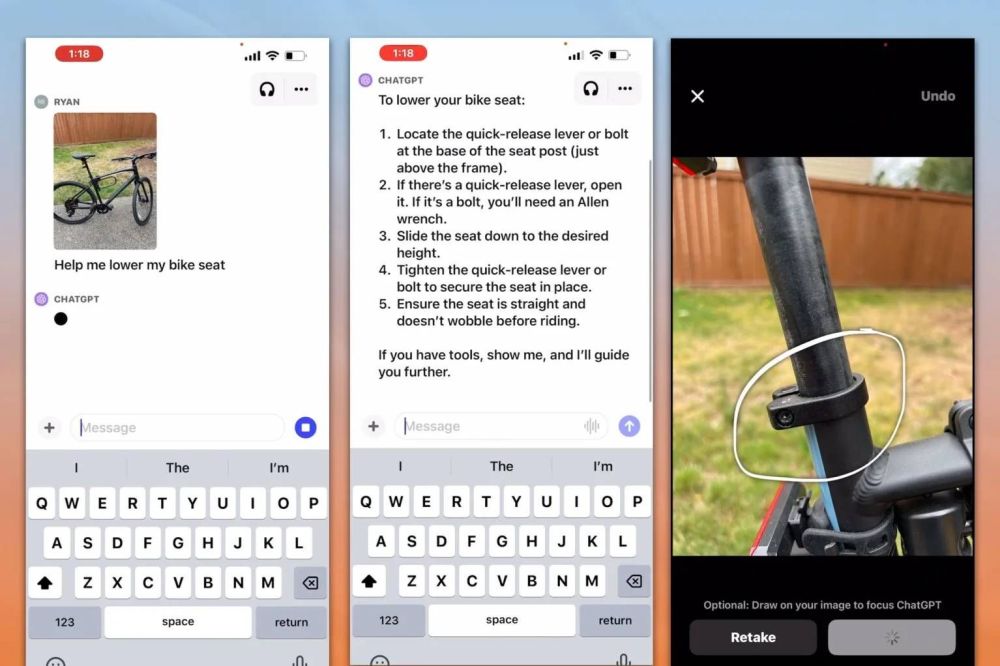 1:18
RYAN
Help me lower my bike seat
CHATGPT
Message
I The I'm
Q W E R T Y U I O P
A S D F G H J K L
Z X C V B N M
123 space return
1:18
CHATGPT
To lower your bike seat:
1. Locate the quick-release lever or bolt
at the base of the seat post (just
above the frame).
2. If there's a quick-release lever, open
it. If it's a bolt, you'll need an Allen
wrench.
3. Slide the seat down to the desired
height.
4. Tighten the quick-release lever or
bolt to secure the seat in place.
5. Ensure the seat is straight and
doesn't wobble before riding.
If you have tools, show me, and I'll guide
you further.
Message
I The I'm
Q W E R T Y U I O P
A S D F G H J K L
Z X C V B N M
123 space return
Undo
Optional: Draw on your image to focus ChatGPT
Retake